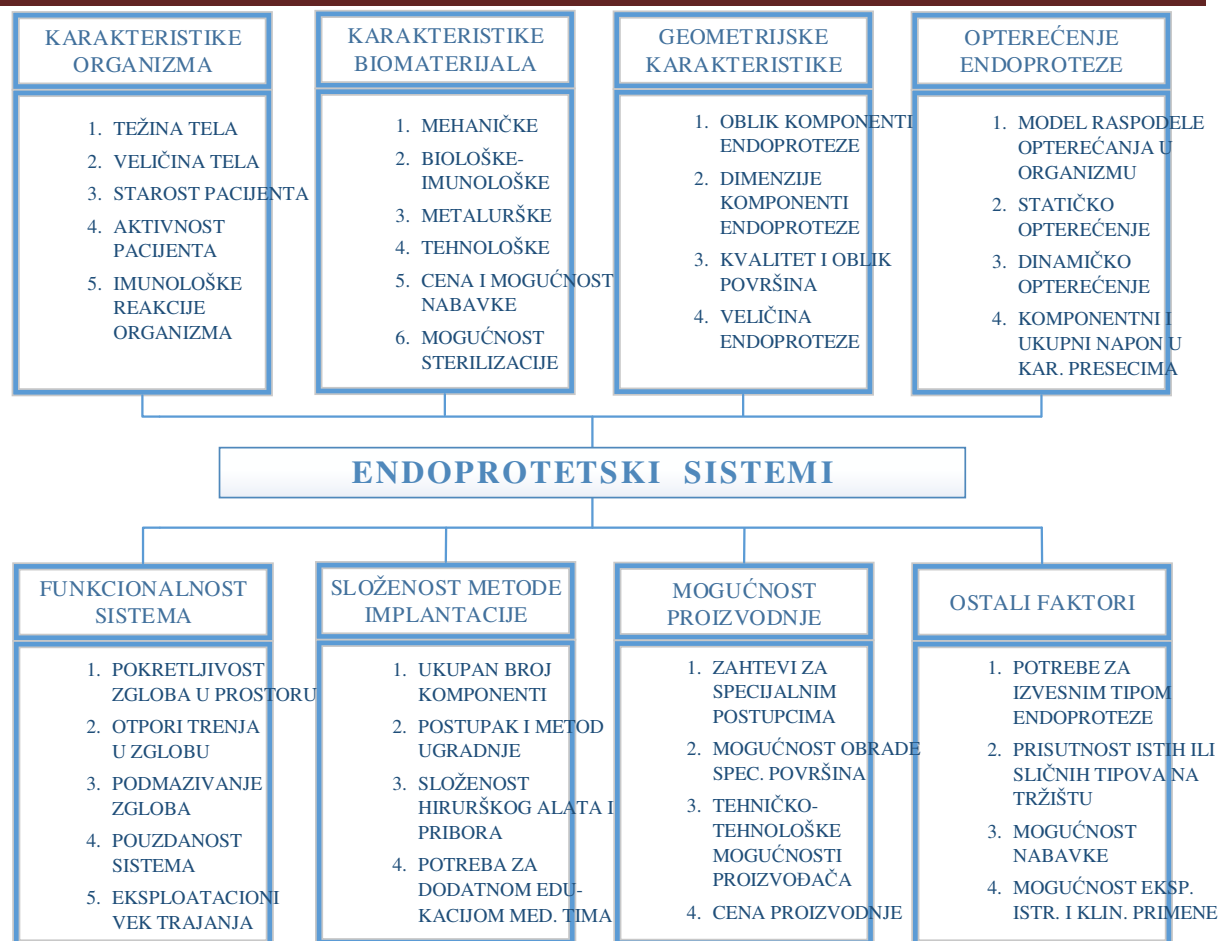 KARAKTERISTIKE
ORGANIZMA
1. TEŽINA TELA
2. VELIČINA TELA
3. STAROST PACIJENTA
4. AKTIVNOST
PACIJENTA
5. IMUNOLOŠKE
REAKCIJE
ORGANIZMA
KARAKTERISTIKE
BIOMATERIJALA
1. MEHANIČKE
2. BIOLOŠKE-
IMUNOLOŠKE
3. METALURŠKE
4. TEHNOLOŠKE
5. CENA I MOGUĆNOST
NABAVKE
6. MOGUĆNOST
STERILIZACIJE
GEOMETRIJSKE
KARAKTERISTIKE
1. OBLIK KOMPONENTI
ENDOPROTEZE
2. DIMENZIJE
KOMPONENTI
ENDOPROTEZE
3. KVALITET I OBLIK
POVRŠINA
4. VELIČINA
ENDOPROTEZE
OPTEREĆENJE
ENDOPROTEZE
1. MODEL RASPODELE
OPTEREĆANJA U
ORGANIZMU
2. STATIČKO
OPTEREĆENJE
3. DINAMIČKO
OPTEREĆENJE
4. KOMPONENTNI I
UKUPNI NAPON U
KAR. PRESECIMA
ENDOPROTETSKI SISTEMI
FUNKCIONALNOST
SISTEMA
1. POKRETLJIVOST
ZGLOBA U PROSTORU
2. OTPORI TRENJA
U ZGLOBU
3. PODMAZIVANJE
ZGLOBA
4. POUZDANOST
SISTEMA
5. EKSPLOATACIONI
VEK TRAJANJA
SLOŽENOST METODE
IMPLANTACIJE
1. UKUPAN BROJ
KOMPONENTI
2. POSTUPAK I METOD
UGRADNJE
3. SLOŽENOST
HIRURŠKOG ALATA I
PRIBORA
4. POTREBA ZA
DODATNOM EDU-
KACIJOM MED. TIMA
MOGUĆNOST
PROIZVODNJE
1. ZAHTEVI ZA
SPECIJALNIM
POSTUPCIMA
2. MOGUĆNOST OBRADE
SPEC. POVRŠINA
3. TEHNIČKO-
TEHNOLOŠKE
MOGUĆNOSTI
PROIZVOĐAČA
4. CENA PROIZVODNJE
OSTALI FAKTORI
1. POTREBE ZA
IZVESNIM TIPOM
ENDOPROTEZE
2. PRISUTNOST ISTIH ILI
SLIČNIH TIPOVA NA
TRŽIŠTU
3. MOGUĆNOST
NABAVKE
4. MOGUĆNOST EKSP.
ISTR. I KLIN. PRIMENE